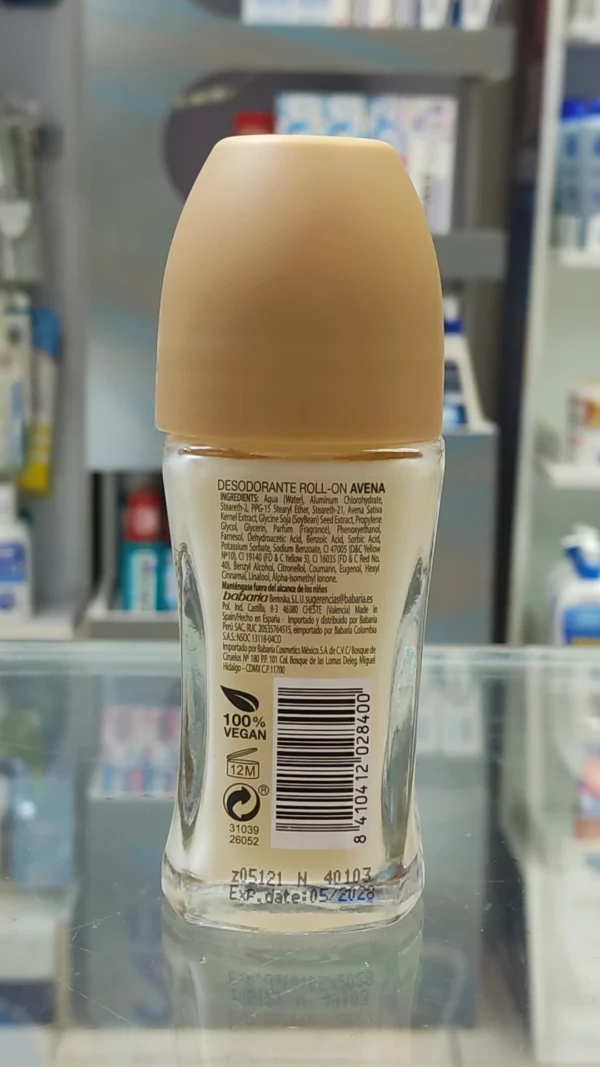 DESODORANTE ROLL-ON AVENA
INGREDIENTS: Aqua (Water), Aluminum Chlorohydrate,
Steareth-2, PPG-15 Stearyl Ether, Steareth-21, Avena Sativa
Kernel Extract, Glycine Soja (SoyBean) Seed Extract, Propylene
Glycol, Glycerin, Parfum (Fragrance), Phenoxyethanol,
Farnesol, Dehydroacetic Acid, Benzoic Acid, Sorbic Acid,
Potassium Sorbate, Sodium Benzoate, CI 47005 (D&C Yellow
Nº10), CI 19140 (FD & C Yellow 5), CI 16035 (FD & C Red No.
40), Benzyl Alcohol, Citronellol, Coumarin, Eugenol, Hexyl
Cinnamal, Linalool, Alpha-Isomethyl Ionone.
Manténgase fuera del alcance de los niños
babaria Berioska, S.L.U. sugerencias@babaria.es
Pol. Ind. Castilla, 8-3 46380 CHESTE (Valencia) Made in
Spain/Hecho en España - Importado y distribuido por Babaria
Perú SAC, RUC 20535764515, e importado por Babaria Colombia
S.A.S. NSOC 13118-04CO
Importado por Babaria Cosmetics México S.A. de C.V. C/ Bosque de
Ciruelos Nº 180 P.P. 101 Col. Bosque de las Lomas Deleg. Miguel
Hidalgo - CDMX C.P. 11700
100%
VEGAN
12M
®
31039
26052
8 410412 028400
z05121 N 40103
Exp.date:05/2028